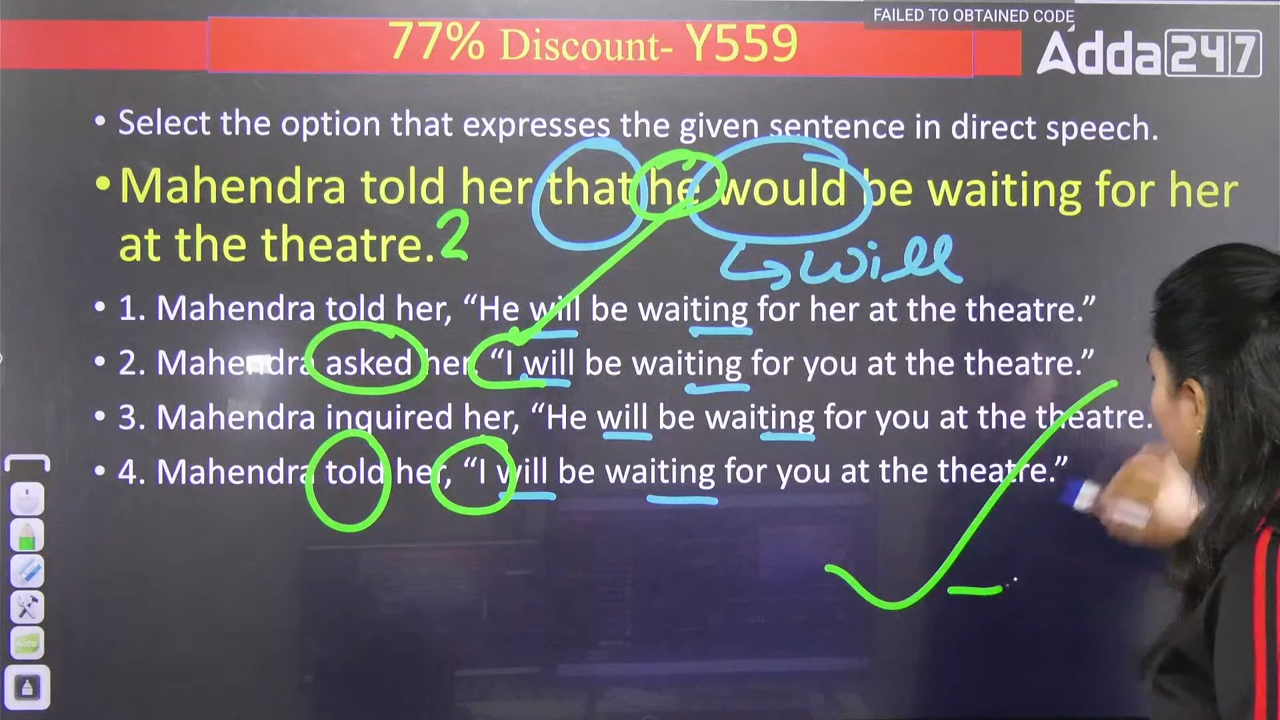 FAILED TO OBTAINED CODE
77% Discount- Y559
Adda247
• Select the option that expresses the given sentence in direct speech.
• Mahendra told her that he would be waiting for her
at the theatre. 2
will
• 1. Mahendra told her, “He will be waiting for her at the theatre.”
• 2. Mahendra asked her, “I will be waiting for you at the theatre.”
• 3. Mahendra inquired her, “He will be waiting for you at the theatre.
• 4. Mahendra told her, “I will be waiting for you at the theatre.”